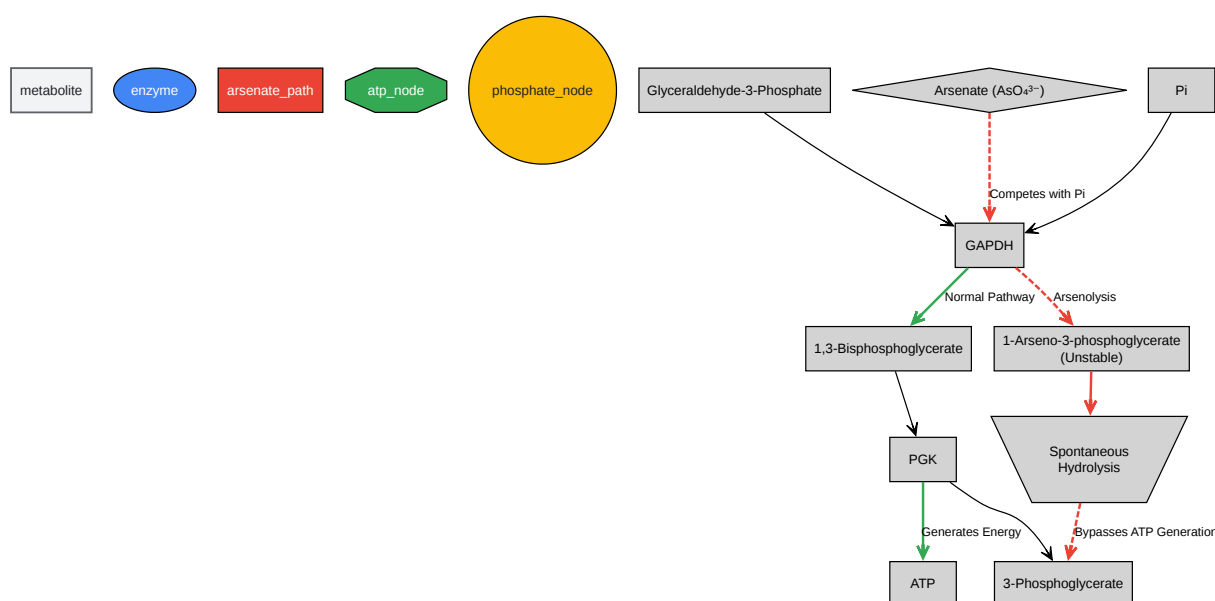 metabolite
enzyme
arsenate_path
atp_node
phosphate_node
Glyceraldehyde-3-Phosphate
Arsenate (AsO₄³⁻)
Pi
Competes with Pi
GAPDH
Normal Pathway
Arsenolysis
1,3-Bisphosphoglycerate
1-Arseno-3-phosphoglycerate
(Unstable)
PGK
Spontaneous
Hydrolysis
Generates Energy
Bypasses ATP Generation
ATP
3-Phosphoglycerate